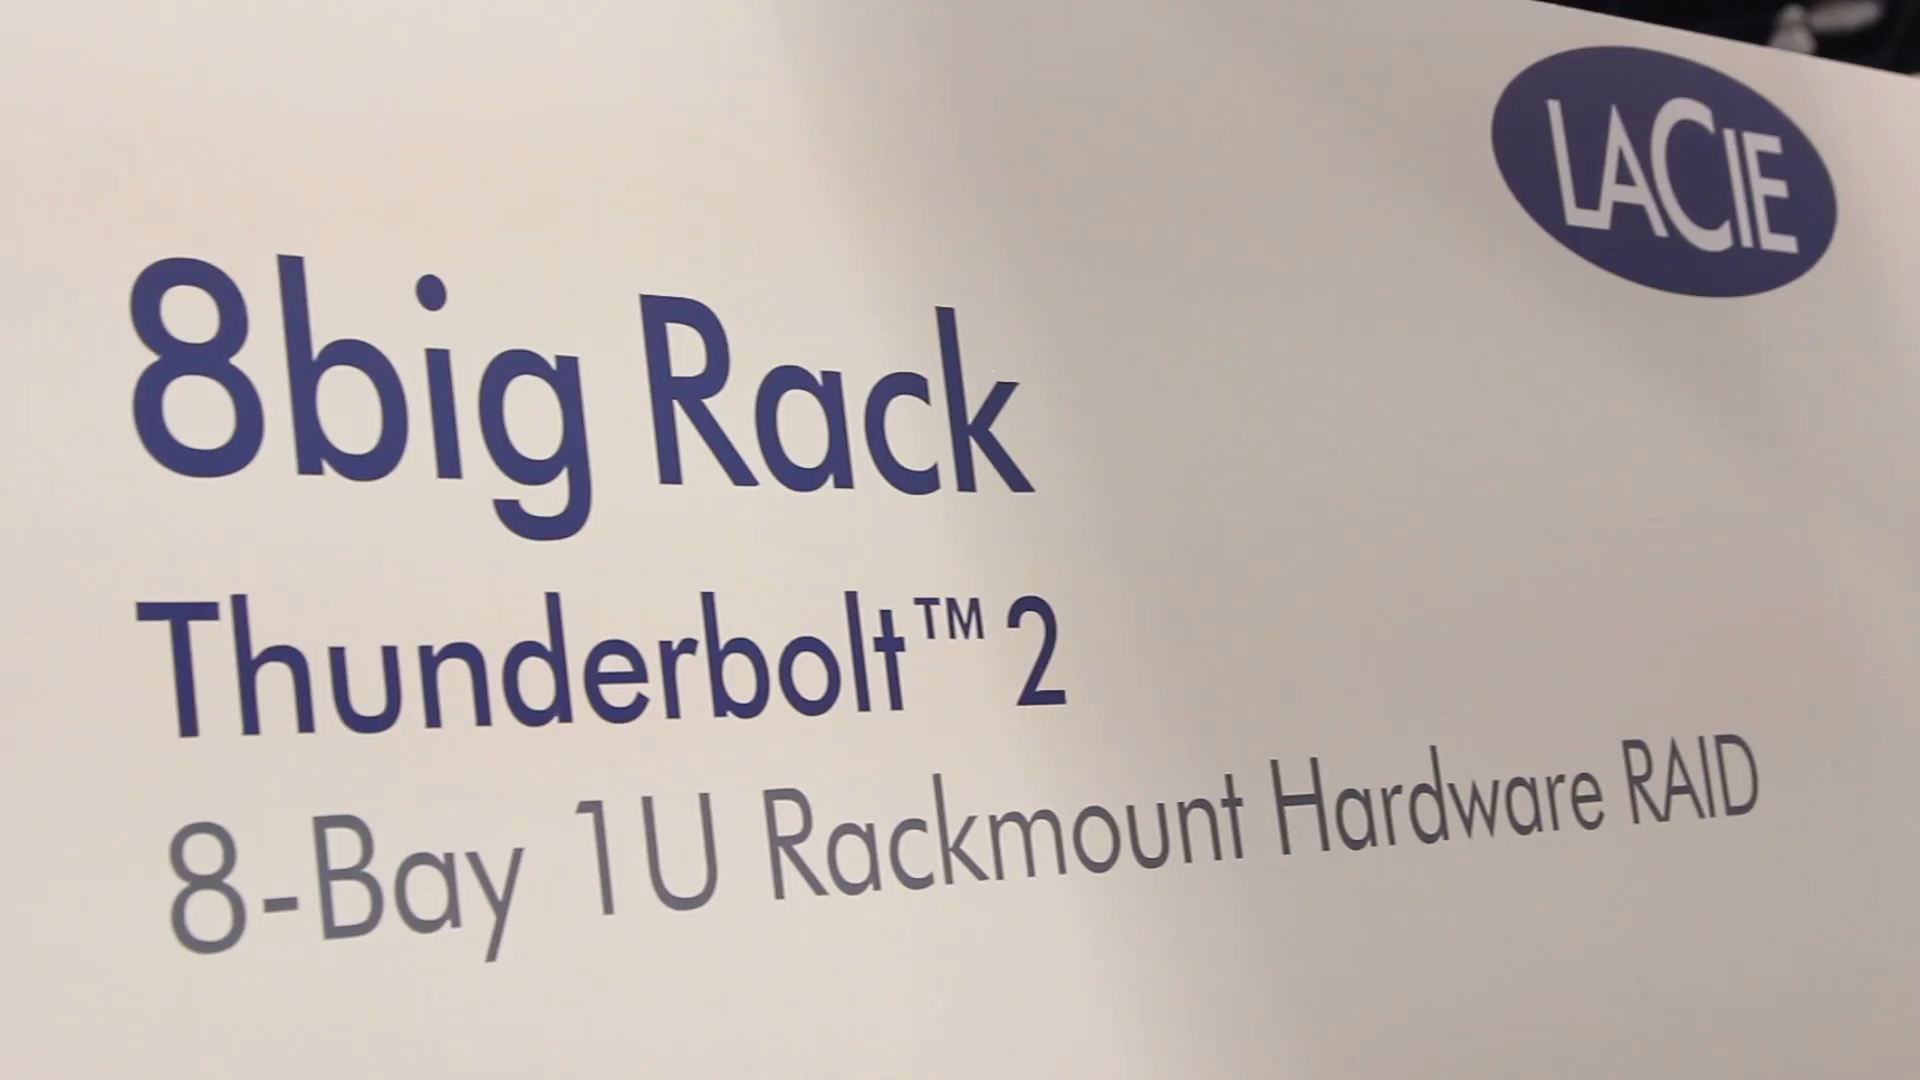 LACIE
8big Rack
Thunderbolt™ 2
8-Bay 1U Rackmount Hardware RAID